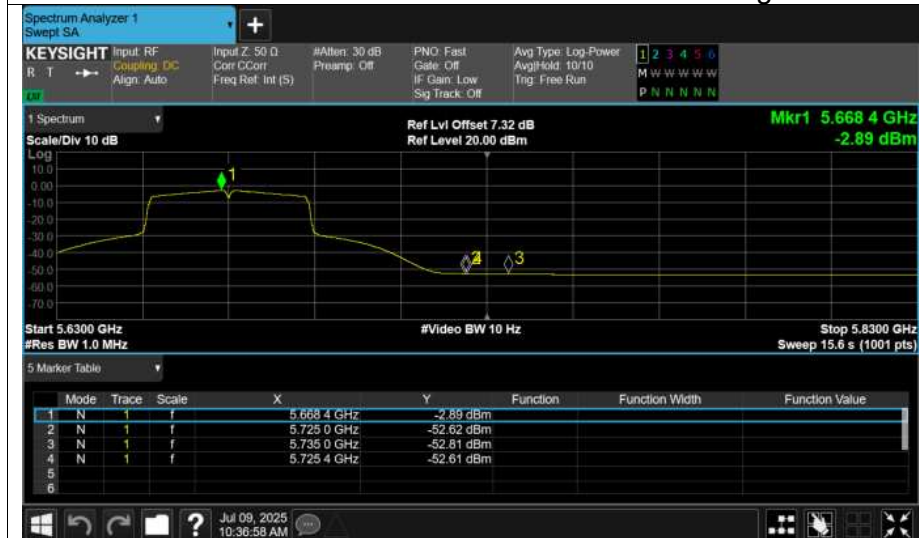 Spectrum Analyzer 1
Swept SA
+
KEYSIGHT Input: RF Input Z: 50 Ω #Atten: 30 dB PNO: Fast Avg Type: Log-Power 1 2 3 4 5 6
R T Coupling: DC Corr CCorr Preamp: Off Gate: Off Avg|Hold: 10/10 M W W W W W
Align: Auto Freq Ref: Int (S) IF Gain: Low Trig: Free Run P N N N N N
Sig Track: Off
1 Spectrum Ref Lvl Offset 7.32 dB Mkr1 5.668 4 GHz
Scale/Div 10 dB Ref Level 20.00 dBm -2.89 dBm
Log
10.0
0.00
-10.0
-20.0
-30.0
-40.0
-50.0
-60.0
-70.0
1
2 4 3
Start 5.6300 GHz #Video BW 10 Hz Stop 5.8300 GHz
#Res BW 1.0 MHz Sweep 15.6 s (1001 pts)
5 Marker Table
Mode Trace Scale X Y Function Function Width Function Value
1 N 1 f 5.668 4 GHz -2.89 dBm
2 N 1 f 5.725 0 GHz -52.62 dBm
3 N 1 f 5.735 0 GHz -52.81 dBm
4 N 1 f 5.725 4 GHz -52.61 dBm
5
6
? Jul 09, 2025
10:36:58 AM